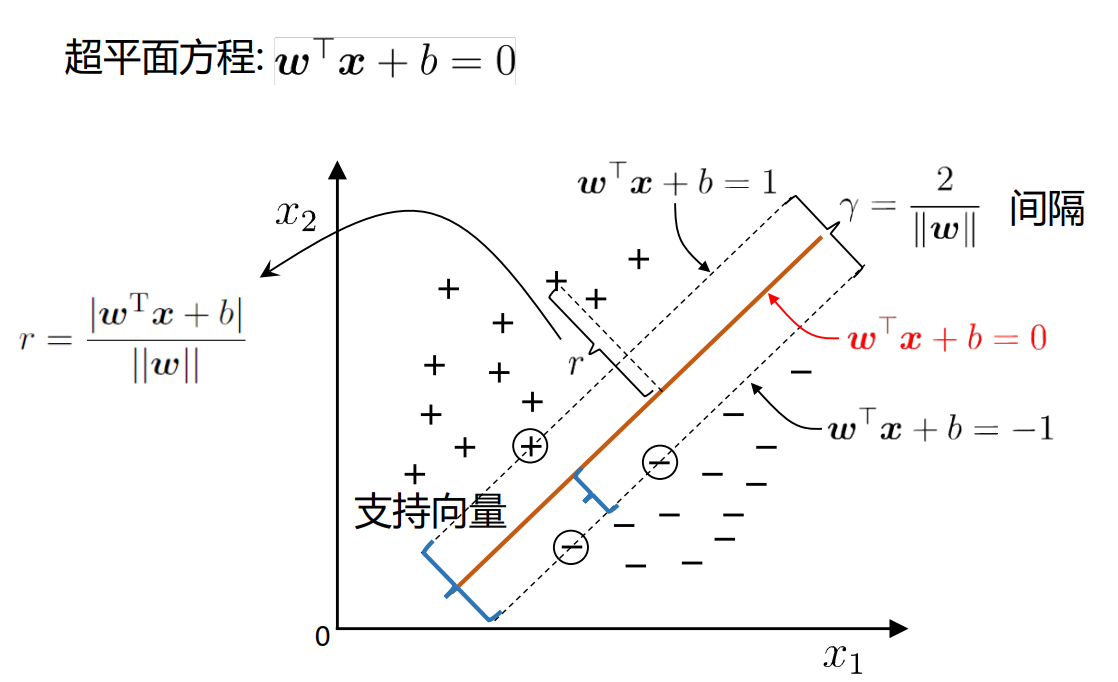 超平面方程: $\boldsymbol{w}^\top \boldsymbol{x} + b = 0$
$\boldsymbol{w}^\top \boldsymbol{x} + b = 1$
$\gamma = \frac{2}{||\boldsymbol{w}||}$ 间隔
$x_2$
$r = \frac{|\boldsymbol{w}^{\mathrm{T}} \boldsymbol{x} + b|}{||\boldsymbol{w}||}$
$r$
$\boldsymbol{w}^\top \boldsymbol{x} + b = 0$
$\boldsymbol{w}^\top \boldsymbol{x} + b = -1$
支持向量
0
$x_1$